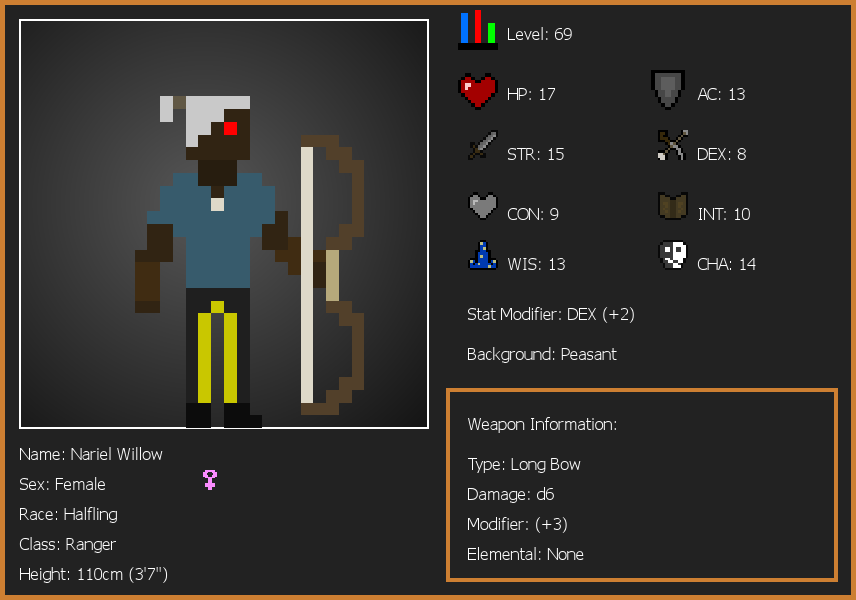 Level: 69
HP: 17
AC: 13
STR: 15
DEX: 8
CON: 9
INT: 10
WIS: 13
CHA: 14
Stat Modifier: DEX (+2)
Background: Peasant
Weapon Information:
Type: Long Bow
Damage: d6
Modifier: (+3)
Elemental: None
Name: Nariel Willow
Sex: Female
Race: Halfling
Class: Ranger
Height: 110cm (3'7")